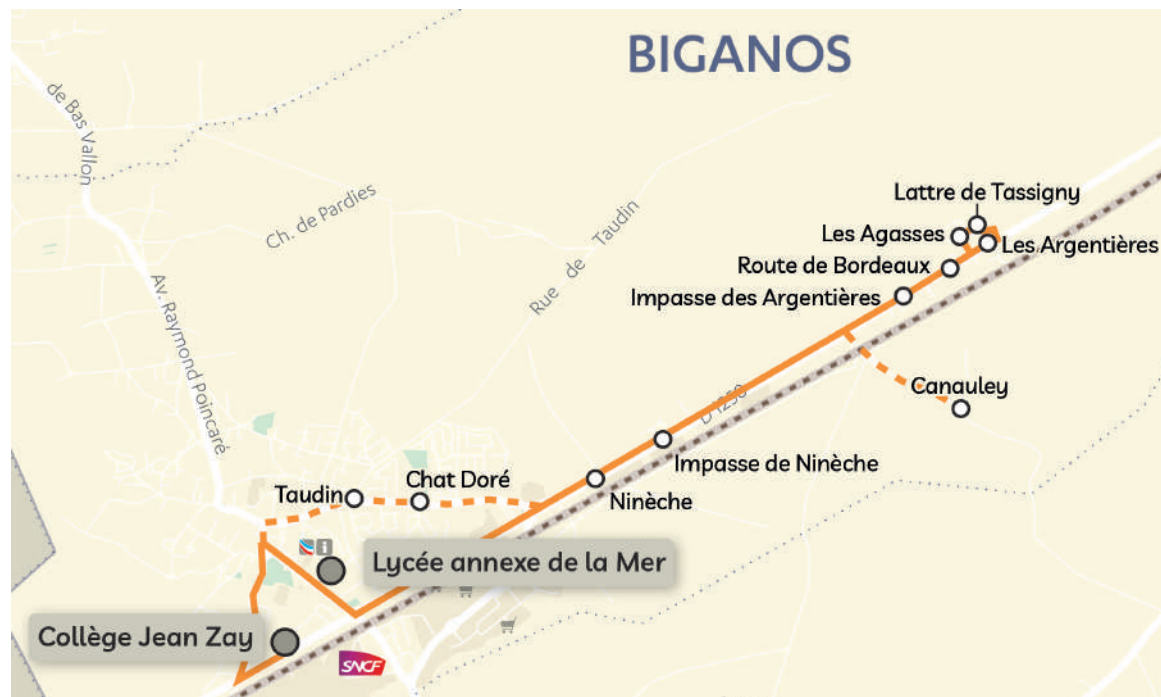 BIGANOS
de Bas Vallon
Ch. de Pardies
Rue de Taudin
Av. Raymond Poincaré
Lattre de Tassigny
Les Agasses
Les Argentières
Route de Bordeaux
Impasse des Argentières
Canauley
D1250
Impasse de Ninèche
Ninèche
Chat Doré
Taudin
i
Lycée annexe de la Mer
Collège Jean Zay
SNCF